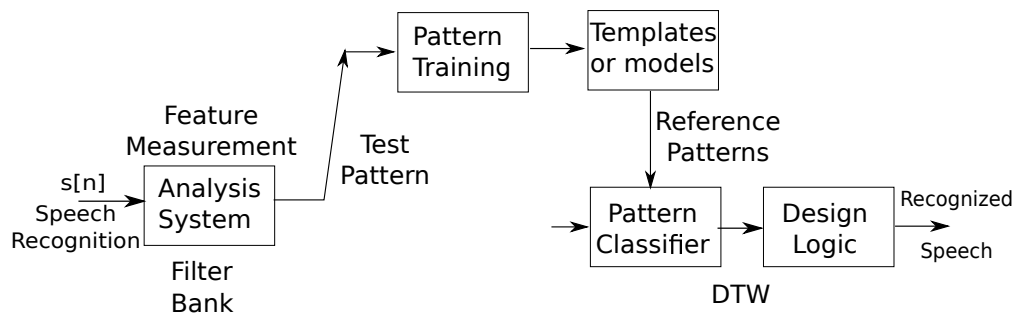 Pattern
Training
Templates
or models
Feature
Measurement
Test
Pattern
Reference
Patterns
s[n]
Speech
Recognition
Analysis
System
Pattern
Classifier
Design
Logic
Recognized
Speech
Filter
Bank
DTW